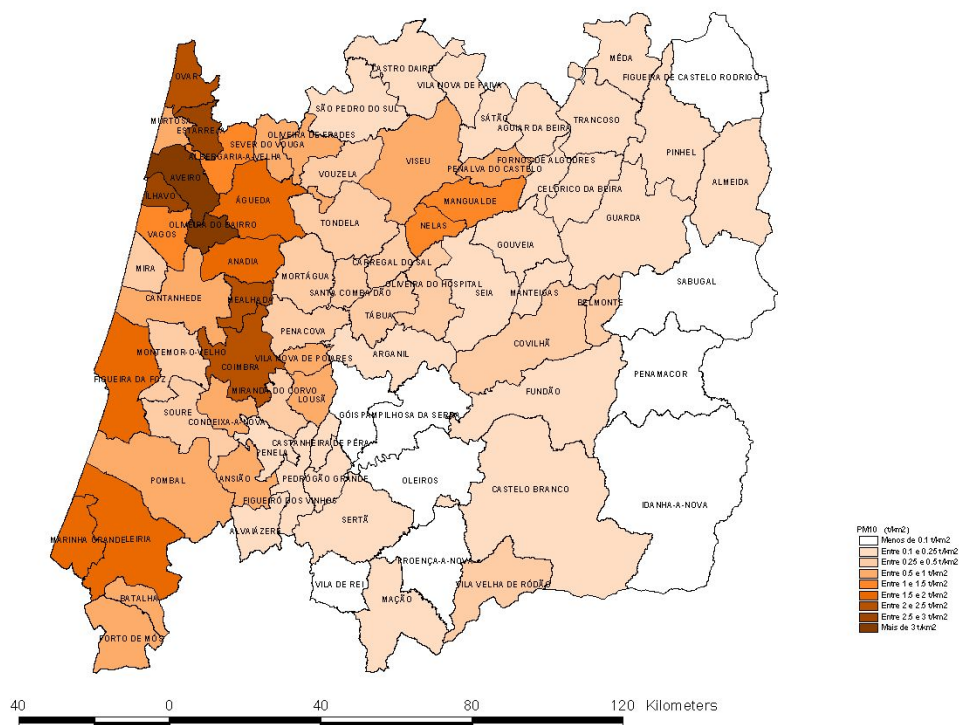 OVAR
CASTRO DAIRE
MÊDA
VILA NOVA DE PAIVA
FIGUEIRA DE CASTELO RODRIGO
SÃO PEDRO DO SUL
MURTOSA
SÁTÃO
TRANCOSO
ESTARREJA
OLIVEIRA DE FRADES
AGUIAR DA BEIRA
SEVER DO VOUGA
ALBERGARIA-A-VELHA
VISEU
PINHEL
FORNOS DE ALGODRES
PENALVA DO CASTELO
VOUZELA
AVEIRO
ALMEIDA
CELORICO DA BEIRA
ÍLHAVO
ÁGUEDA
MANGUALDE
GUARDA
OLIVEIRA DO BAIRRO
TONDELA
NELAS
VAGOS
GOUVEIA
ANADIA
CARREGAL DO SAL
MIRA
MORTÁGUA
OLIVEIRA DO HOSPITAL
MANTEIGAS
SABUGAL
SANTA COMBA DÃO
SEIA
CANTANHEDE
MEALHADA
BELMONTE
TÁBUA
PENACOVA
COVILHÃ
MONTEMOR-O-VELHO
ARGANIL
VILA NOVA DE POIARES
COIMBRA
PENAMACOR
FIGUEIRA DA FOZ
MIRANDA DO CORVO
FUNDÃO
LOUSÃ
SOURE
GÓIS
PAMPILHOSA DA SERRA
CONDEIXA-A-NOVA
CASTANHEIRA DE PÊRA
PENELA
POMBAL
ANSIÃO
PEDROGÃO GRANDE
OLEIROS
CASTELO BRANCO
FIGUEIRO DOS VINHOS
IDANHA-A-NOVA
SERTÃ
ALVAIÁZERE
MARINHA GRANDE
LEIRIA
PROENÇA-A-NOVA
VILA DE REI
VILA VELHA DE RÓDÃO
BATALHA
MAÇÃO
PORTO DE MÓS
PM10 (t/km2)
Menos de 0.1 t/km2
Entre 0.1 e 0.25 t/km2
Entre 0.25 e 0.5 t/km2
Entre 0.5 e 1 t/km2
Entre 1 e 1.5 t/km2
Entre 1.5 e 2 t/km2
Entre 2 e 2.5 t/km2
Entre 2.5 e 3 t/km2
Mais de 3 t/km2
40 0 40 80 120 Kilometers